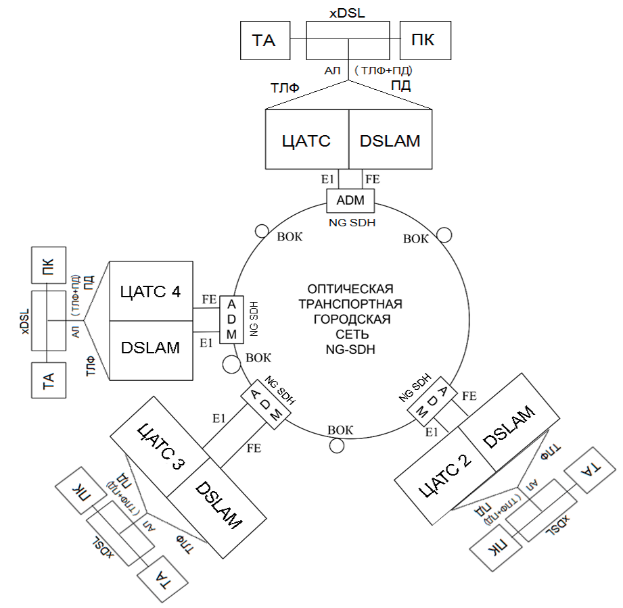 xDSL
ТА
ПК
АЛ (ТЛФ+ПД)
ТЛФ
ПД
ЦАТС
DSLAM
E1
FE
ADM
NG SDH
ВОК
ВОК
ОПТИЧЕСКАЯ
ТРАНСПОРТНАЯ
ГОРОДСКАЯ
СЕТЬ
NG-SDH
ПК
xDSL
ТА
АЛ (ТЛФ+ПД)
ПД
ТЛФ
ЦАТС 4
DSLAM
FE
E1
ADM
NG SDH
ВОК
NG SDH
ADM
E1
FE
ЦАТС 3
DSLAM
ПД
АЛ (ТЛФ+ПД)
ТЛФ
ПК
xDSL
ТА
ВОК
NG SDH
ADM
FE
E1
DSLAM
ЦАТС 2
ТЛФ
АЛ (ТЛФ+ПД)
ПД
ТА
xDSL
ПК